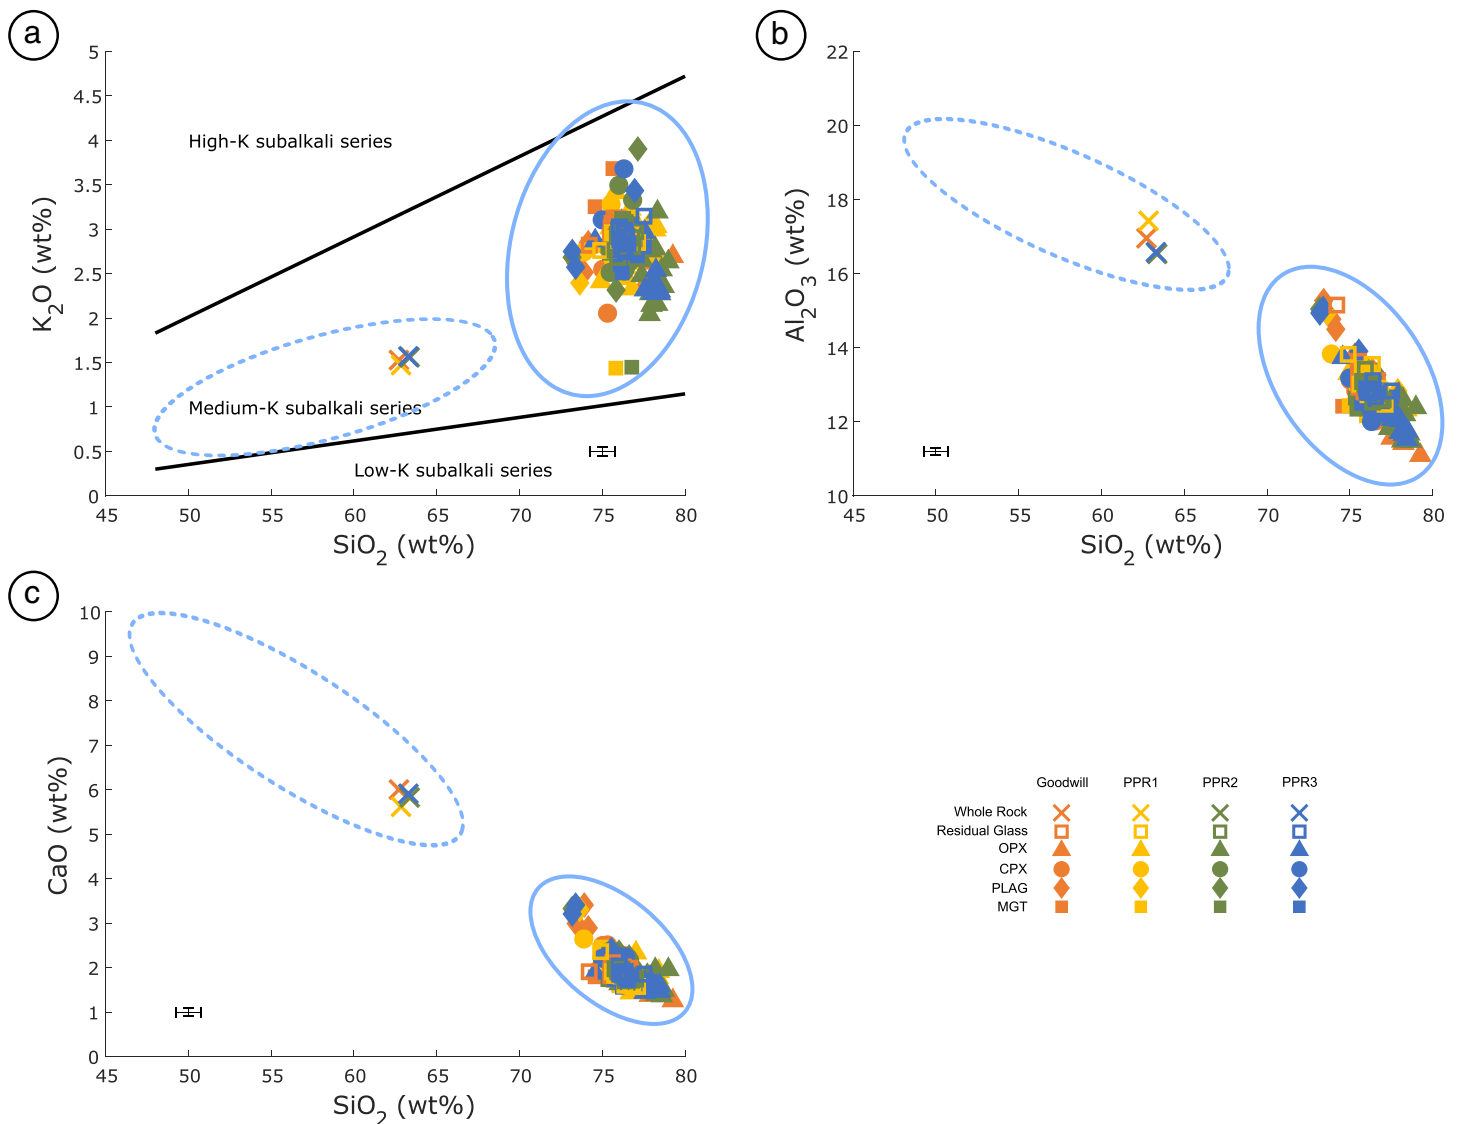 a
5
4.5
4
3.5
3
2.5
2
1.5
1
0.5
0
K2O (wt%)
High-K subalkali series
Medium-K subalkali series
Low-K subalkali series
45 50 55 60 65 70 75 80
SiO2 (wt%)
b
22
20
18
16
14
12
10
Al2O3 (wt%)
45 50 55 60 65 70 75 80
SiO2 (wt%)
c
10
9
8
7
6
5
4
3
2
1
0
CaO (wt%)
45 50 55 60 65 70 75 80
SiO2 (wt%)
Goodwill PPR1 PPR2 PPR3
Whole Rock
Residual Glass
OPX
CPX
PLAG
MGT